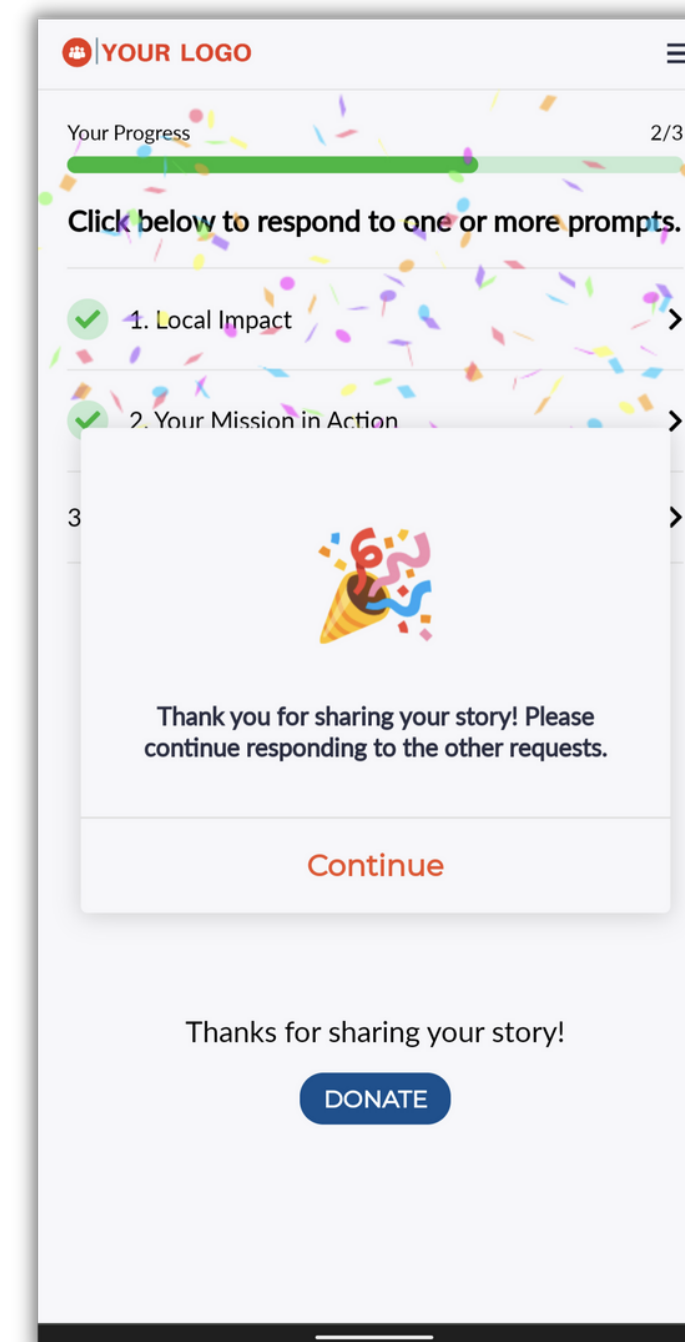 YOUR LOGO
Your Progress 2/3
Click below to respond to one or more prompts.
1. Local Impact
2. Your Mission in Action
3
Thank you for sharing your story! Please
continue responding to the other requests.
Continue
Thanks for sharing your story!
DONATE